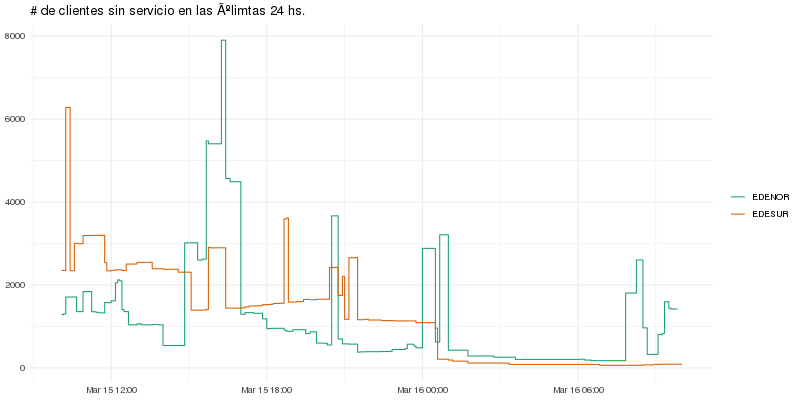 # de clientes sin servicio en las Ãºlimtas 24 hs.
8000
6000
4000
2000
0
Mar 15 12:00
Mar 15 18:00
Mar 16 00:00
Mar 16 06:00
EDENOR
EDESUR